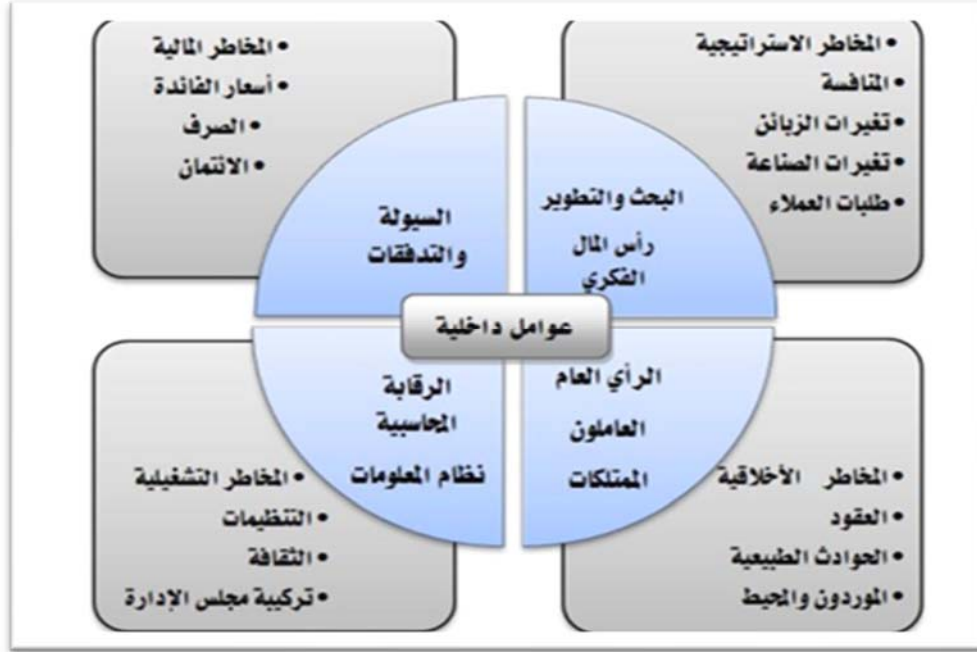 • المخاطر الاستراتيجية
• المنافسة
• تغيرات الزبائن
• تغيرات الصناعة
• طلبات العملاء
• المخاطر المالية
• أسعار الفائدة
• الصرف
• الائتمان
البحث والتطوير
رأس المال
الفكري
السيولة
والتدفقات
عوامل داخلية
الرأي العام
العاملون
الممتلكات
الرقابة
المحاسبية
نظام المعلومات
• المخاطر الأخلاقية
• العقود
• الحوادث الطبيعية
• الموردون والمحيط
• المخاطر التشغيلية
• التنظيمات
• الثقافة
• تركيبة مجلس الإدارة